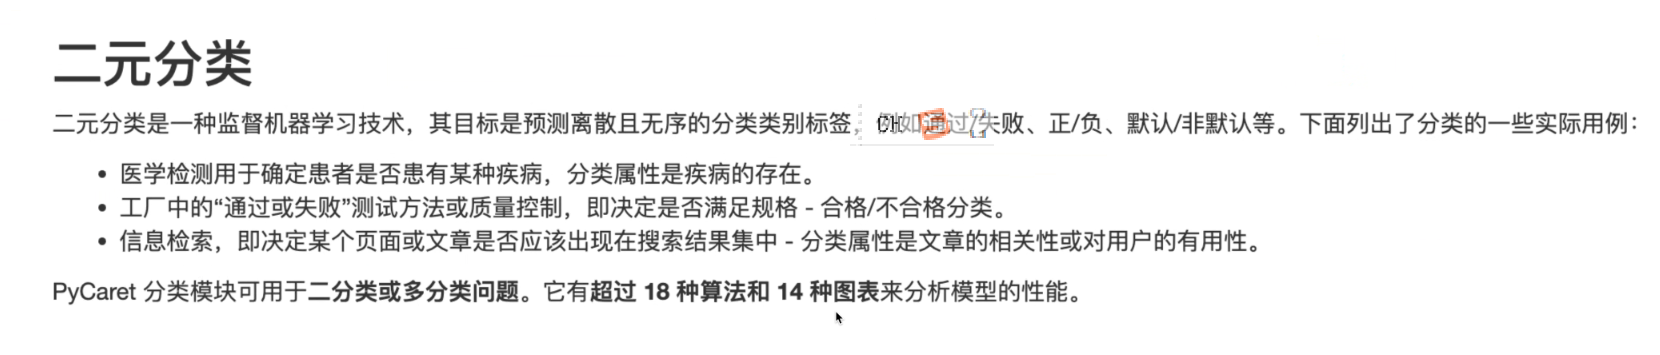 二元分类
二元分类是一种监督机器学习技术，其目标是预测离散且无序的分类类别标签，例如通过/失败、正/负、默认/非默认等。下面列出了分类的一些实际用例：
• 医学检测用于确定患者是否患有某种疾病，分类属性是疾病的存在。
• 工厂中的“通过或失败”测试方法或质量控制，即决定是否满足规格 - 合格/不合格分类。
• 信息检索，即决定某个页面或文章是否应该出现在搜索结果集中 - 分类属性是文章的相关性或对用户的有用性。
PyCaret 分类模块可用于二分类或多分类问题。它有超过 18 种算法和 14 种图表来分析模型的性能。